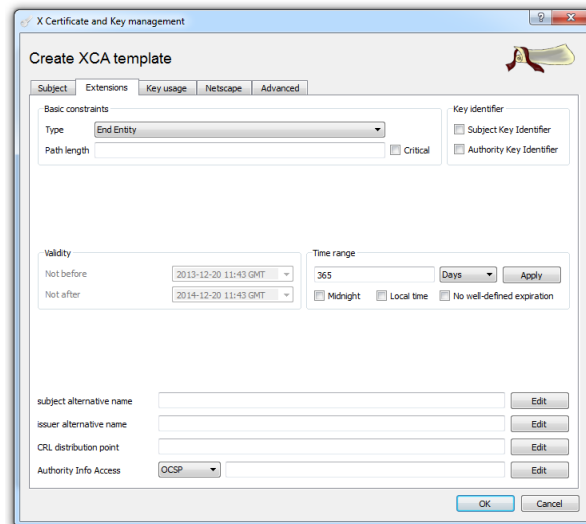 X Certificate and Key management
Create XCA template
Subject Extensions Key usage Netscape Advanced
Basic constraints
Type End Entity
Path length Critical
Key identifier
Subject Key Identifier
Authority Key Identifier
Validity
Not before 2013-12-20 11:43 GMT
Not after 2014-12-20 11:43 GMT
Time range
365 Days Apply
Midnight Local time No well-defined expiration
subject alternative name Edit
issuer alternative name Edit
CRL distribution point Edit
Authority Info Access OCSP Edit
OK Cancel